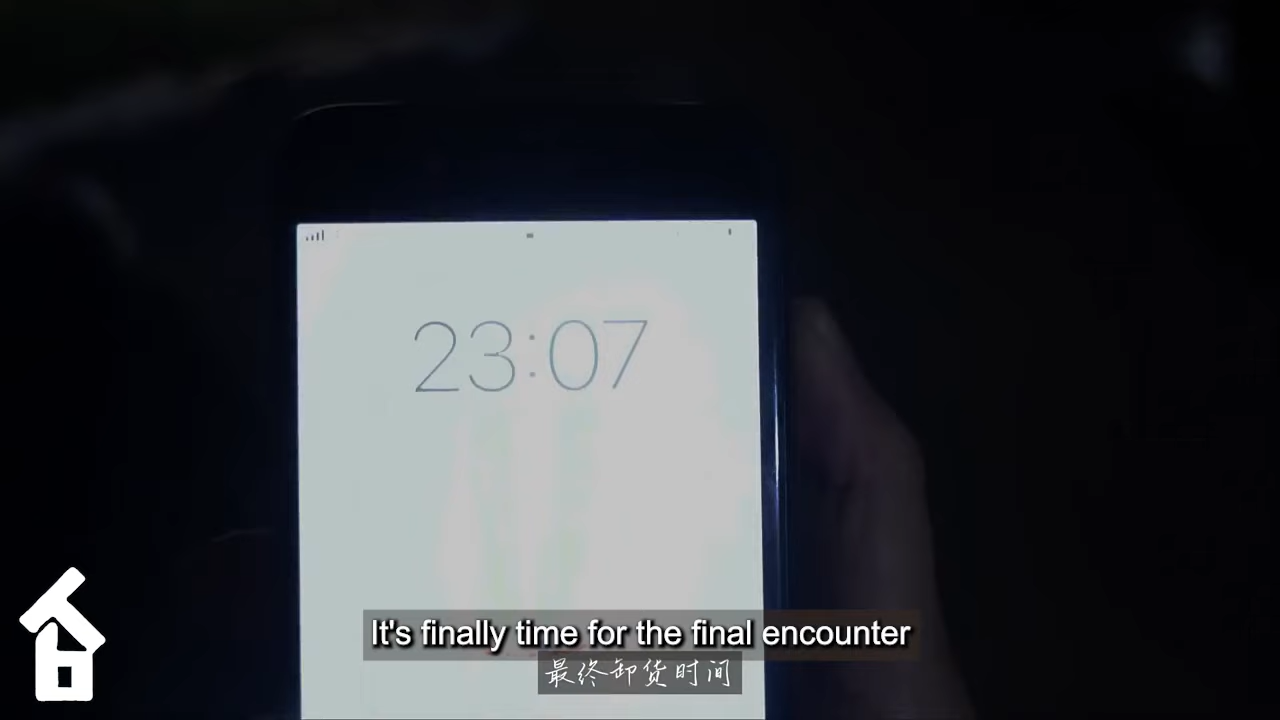 23:07
It's finally time for the final encounter
最终卸货时间